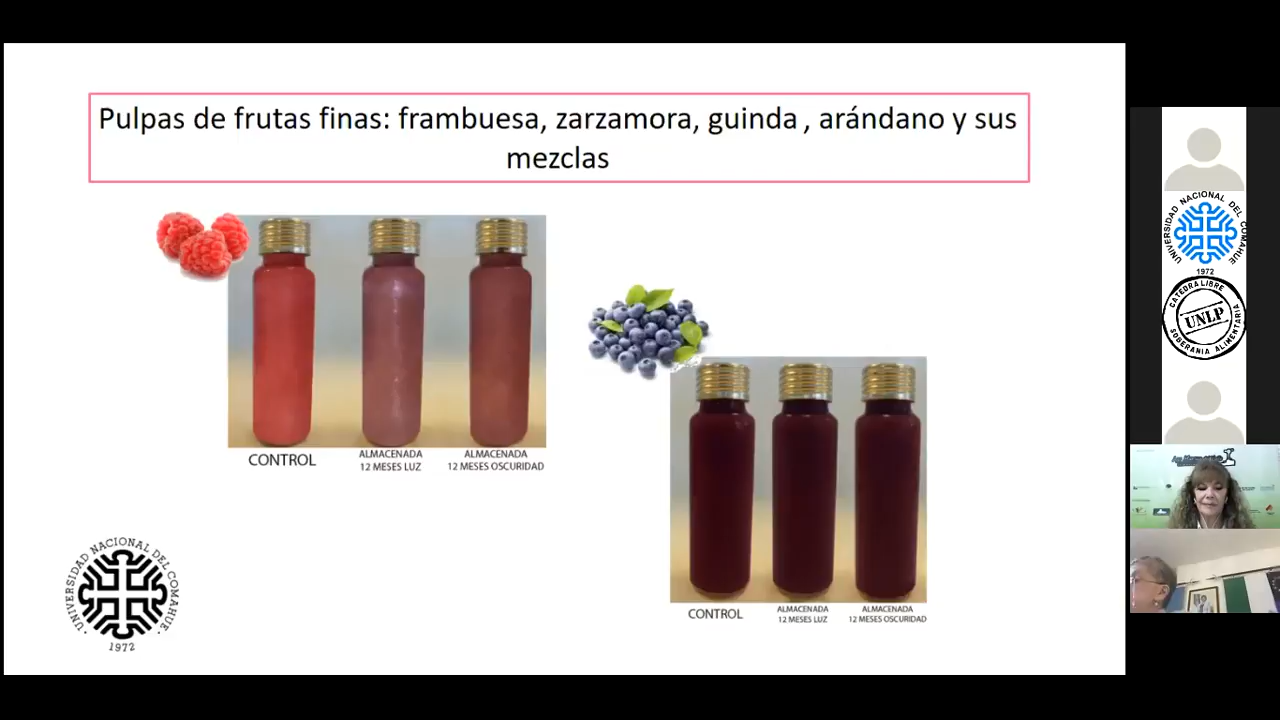 Pulpas de frutas finas: frambuesa, zarzamora, guinda , arándano y sus
mezclas
CONTROL
ALMACENADA
12 MESES LUZ
ALMACENADA
12 MESES OSCURIDAD
CONTROL
ALMACENADA
12 MESES LUZ
ALMACENADA
12 MESES OSCURIDAD
UNIVERSIDAD NACIONAL DEL COMAHUE
1972
UNIVERSIDAD NACIONAL DEL COMAHUE
1972
CATEDRA LIBRE
UNLP
SOBERANIA ALIMENTARIA